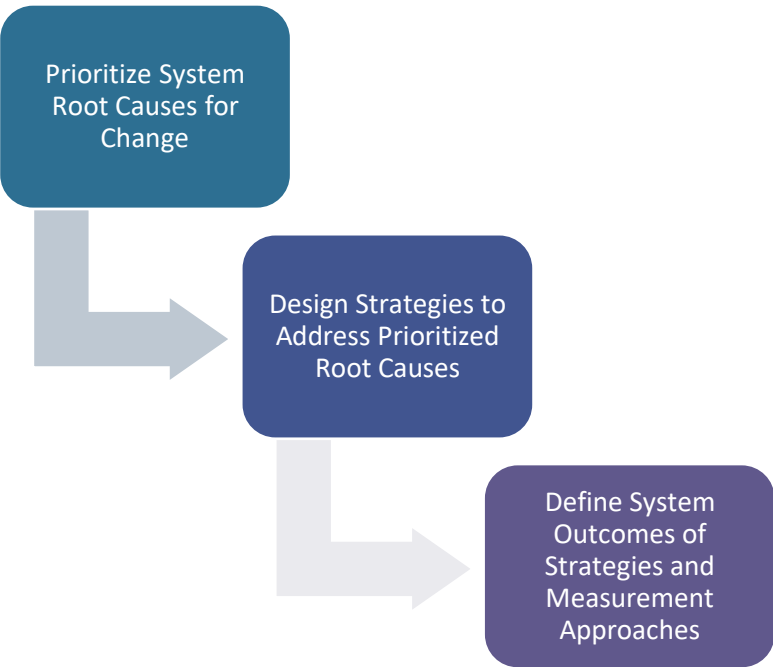 Prioritize System
Root Causes for
Change
Design Strategies to
Address Prioritized
Root Causes
Define System
Outcomes of
Strategies and
Measurement
Approaches